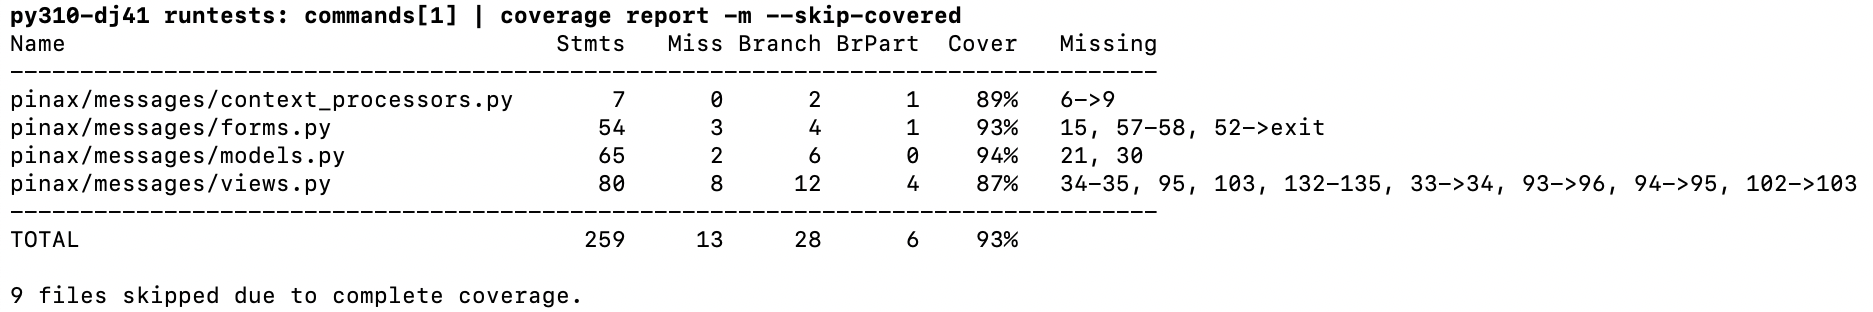 py310-dj41 runtests: commands[1] | coverage report -m --skip-covered
Name                                   Stmts   Miss Branch BrPart  Cover   Missing
----------------------------------------------------------------------------------
pinax/messages/context_processors.py       7      0      2      1    89%   6->9
pinax/messages/forms.py                   54      3      4      1    93%   15, 57-58, 52->exit
pinax/messages/models.py                  65      2      6      0    94%   21, 30
pinax/messages/views.py                   80      8     12      4    87%   34-35, 95, 103, 132-135, 33->34, 93->96, 94->95, 102->103
----------------------------------------------------------------------------------
TOTAL                                    259     13     28      6    93%
9 files skipped due to complete coverage.